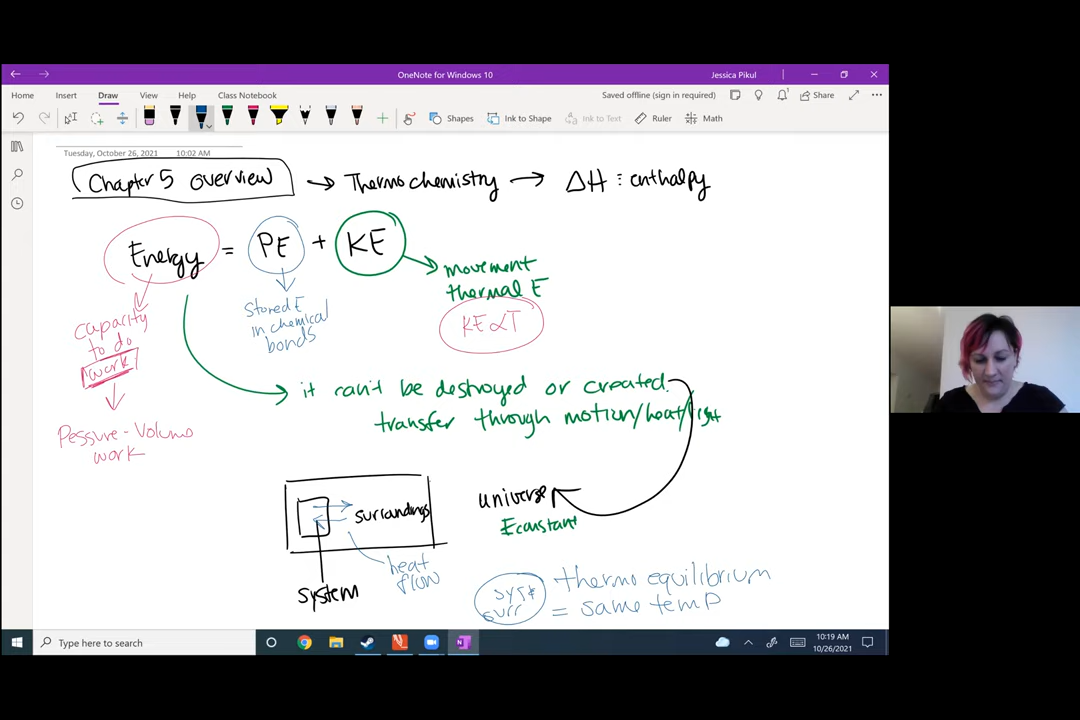 OneNote for Windows 10
Jessica Pikul
Home Insert Draw View Help Class Notebook
Saved offline (sign in required)
Share
Shapes
Ink to Shape
Ink to Text
Ruler
Math
Tuesday, October 26, 2021 10:02 AM
Chapter 5 overview → Thermochemistry → ΔH : enthalpy
Energy = PE + KE
movement
thermal E
KE ∝ T
Stored E
in chemical
bonds
capacity
to do
work
Pessure-Volume
work
it can't be destroyed or created.
transfer through motion/heat/light
surroundings
system
heat
flow
universe
E constant
sys &
surr
thermo equilibrium
= same temp
Type here to search
10:19 AM
10/26/2021